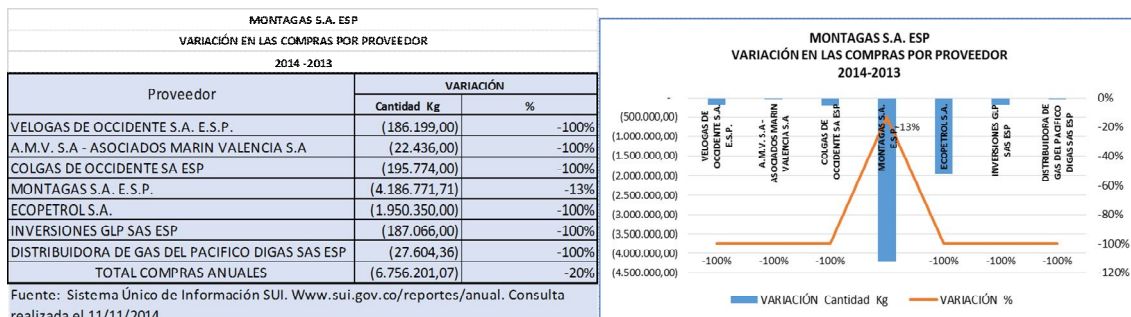 MONTAGAS S.A. ESP
VARIACIÓN EN LAS COMPRAS POR PROVEEDOR
2014 -2013
Proveedor VARIACIÓN
Cantidad Kg %
VELOGAS DE OCCIDENTE S.A. E.S.P. (186.199,00) -100%
A.M.V. S.A - ASOCIADOS MARIN VALENCIA S.A (22.436,00) -100%
COLGAS DE OCCIDENTE SA ESP (195.774,00) -100%
MONTAGAS S.A. E.S.P. (4.186.771,71) -13%
ECOPETROL S.A. (1.950.350,00) -100%
INVERSIONES GLP SAS ESP (187.066,00) -100%
DISTRIBUIDORA DE GAS DEL PACIFICO DIGAS SAS ESP (27.604,36) -100%
TOTAL COMPRAS ANUALES (6.756.201,07) -20%
Fuente: Sistema Único de Información SUI. Www.sui.gov.co/reportes/anual. Consulta
realizada el 11/11/2014
MONTAGAS S.A. ESP
VARIACIÓN EN LAS COMPRAS POR PROVEEDOR
2014-2013
-
(500.000,00)
(1.000.000,00)
(1.500.000,00)
(2.000.000,00)
(2.500.000,00)
(3.000.000,00)
(3.500.000,00)
(4.000.000,00)
(4.500.000,00)
VELOGAS DE
OCCIDENTE S.A.
E.S.P.
A.M.V. S.A -
ASOCIADOS MARIN
VALENCIA S.A
COLGAS DE
OCCIDENTE SA ESP
MONTAGAS S.A.
E.S.P.
ECOPETROL S.A.
INVERSIONES GLP
SAS ESP
DISTRIBUIDORA DE
GAS DEL PACIFICO
DIGAS SAS ESP
0%
-20%
-40%
-60%
-80%
-100%
120%
-100% -100% -100% -13% -100% -100% -100%
VARIACIÓN Cantidad Kg VARIACIÓN %